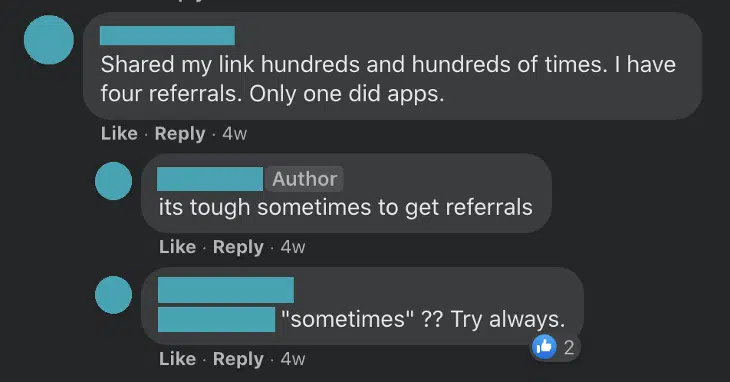 Shared my link hundreds and hundreds of times. I have
four referrals. Only one did apps.
Like · Reply · 4w
Author
its tough sometimes to get referrals
Like · Reply · 4w
"sometimes" ?? Try always.
2
Like · Reply · 4w